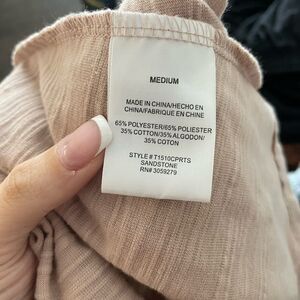 MEDIUM
MADE IN CHINA/HECHO EN
CHINA/FABRIQUE EN CHINE
65% POLYESTER/65% POLIESTER
35% COTTON/35% ALGODON/
35% COTON
STYLE # T1510CPRTS
SANDSTONE
RN# 3059279